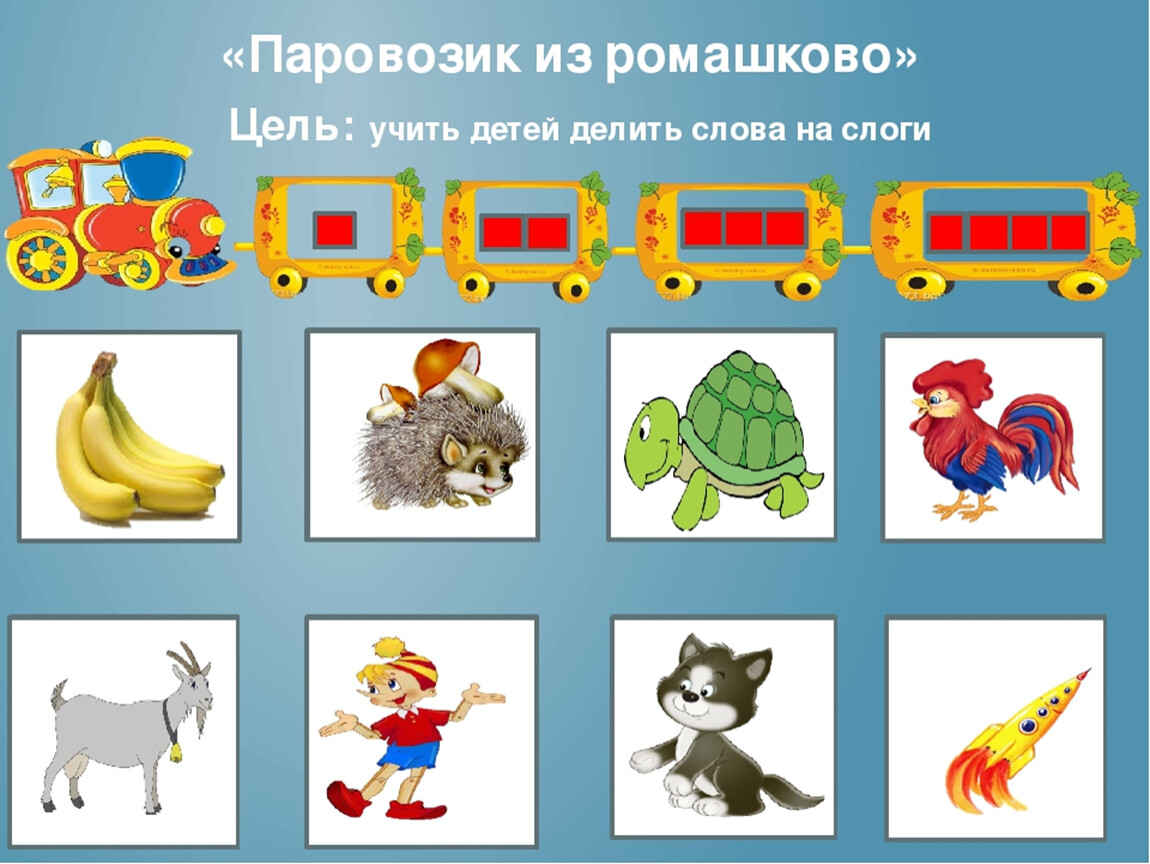 «Паровозик из ромашково»
Цель: учить детей делить слова на слоги